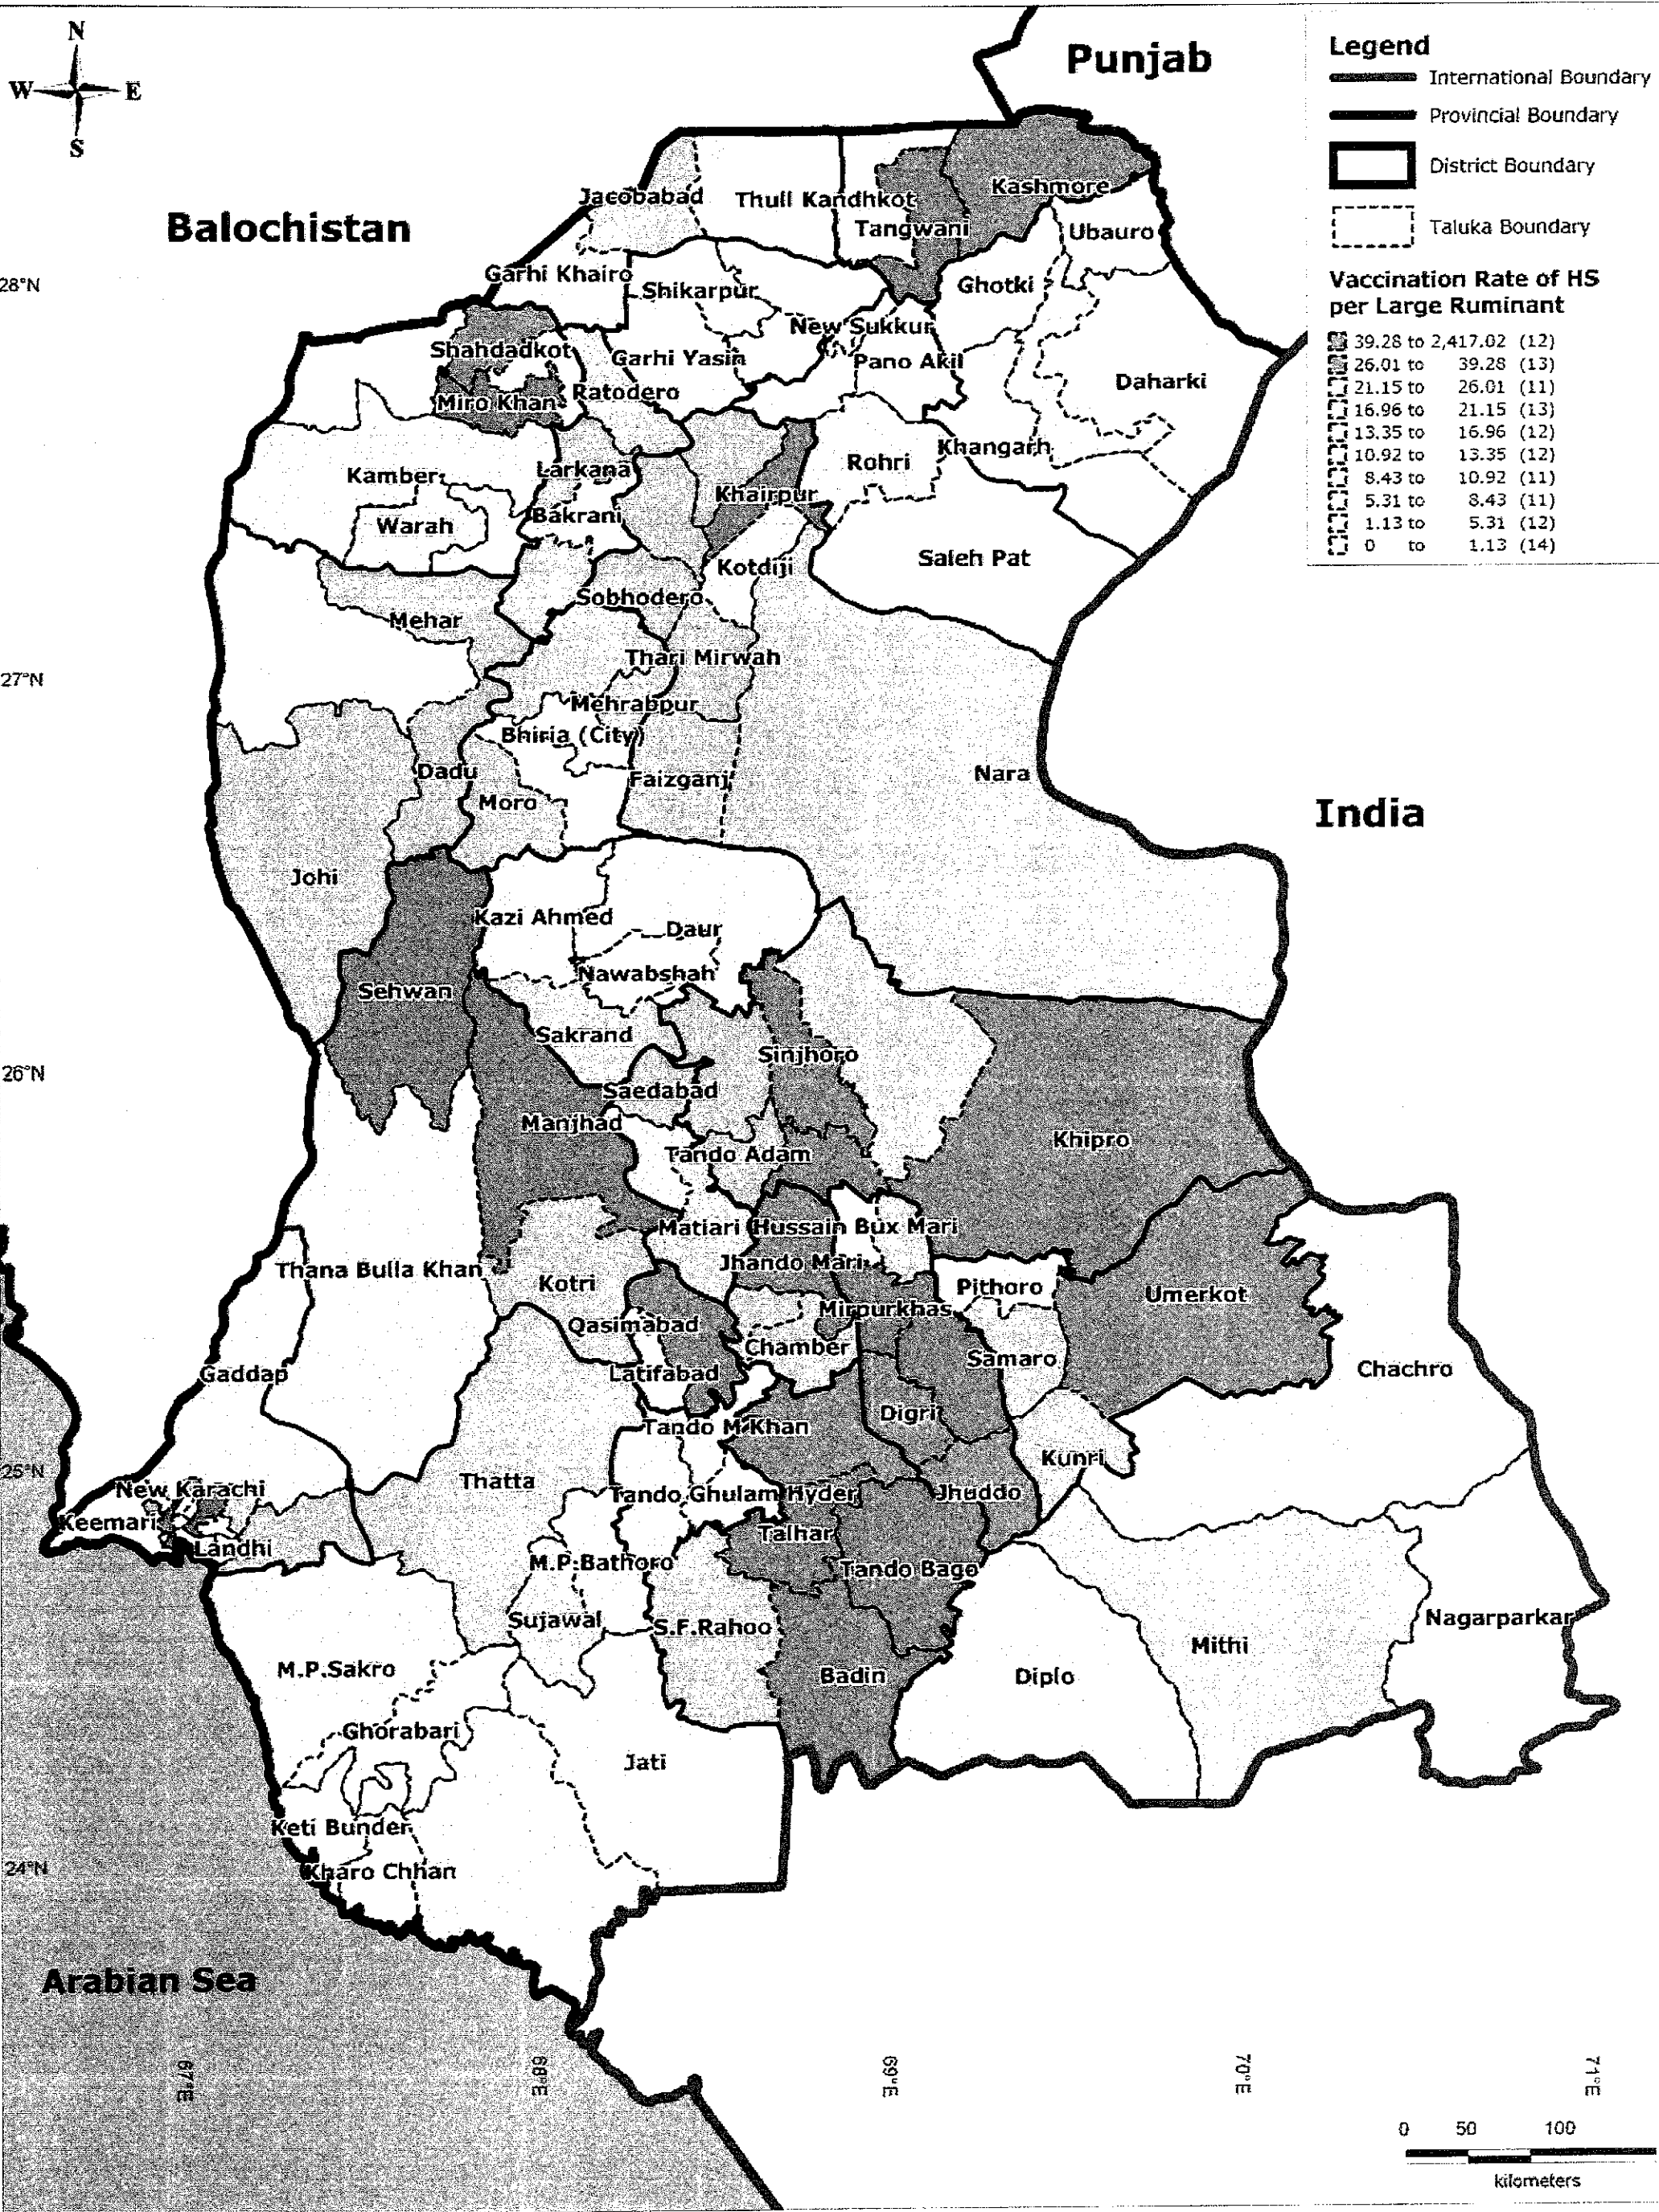 N
W E
S
Punjab
Balochistan
India
Arabian Sea
Legend
International Boundary
Provincial Boundary
District Boundary
Taluka Boundary
Vaccination Rate of HS
per Large Ruminant
39.28 to 2,417.02 (12)
26.01 to 39.28 (13)
21.15 to 26.01 (11)
16.96 to 21.15 (13)
13.35 to 16.96 (12)
10.92 to 13.35 (12)
8.43 to 10.92 (11)
5.31 to 8.43 (11)
1.13 to 5.31 (12)
0 to 1.13 (14)
Jacobabad
Thull Kandhkot
Kashmore
Tangwani
Ubauro
28°N
Garhi Khairo
Shikarpur
Ghotki
New Sukkur
Shahdadkot
Garhi Yasin
Pano Akil
Daharki
Miro Khan
Ratodero
Kamber
Larkana
Khairpur
Rohri
Khangarh
Warah
Bakrani
Kotdiji
Saleh Pat
Sobhodero
Mehar
27°N
Thari Mirwah
Mehrabpur
Bhiria (City)
Dadu
Faizganj
Nara
Moro
Johi
Kazi Ahmed
Daur
Nawabshah
Sehwan
Sakrand
Sinjhoro
26°N
Saedabad
Manjhad
Khipro
Tando Adam
Matiari Hussain Bux Mari
Thana Bulla Khan
Jhando Mari
Kotri
Pithoro
Umerkot
Qasimabad
Mirpurkhas
Chamber
Samaro
Gaddap
Latifabad
Chachro
Digri
Tando M Khan
25°N
Kunri
New Karachi
Thatta
Tando Ghulam Hyder
Jhuddo
Keemari
Landhi
Talhar
M.P.Bathoro
Tando Bago
Sujawal
S.F.Rahoo
Nagarparkar
Mithi
M.P.Sakro
Badin
Diplo
Ghorabari
Jati
Keti Bunder
24°N
Kharo Chhan
67°E
68°E
69°E
70°E
71°E
0 50 100
kilometers